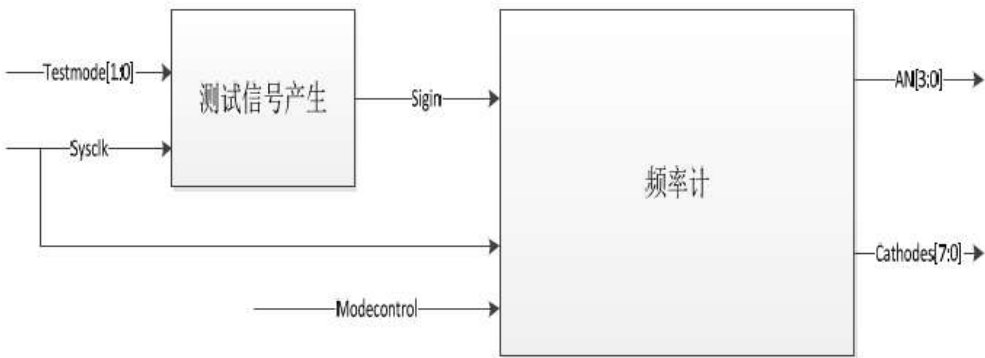 Testmode[1:0]
测试信号产生
Sigin
AN[3:0]
Sysclk
频率计
Cathodes[7:0]
Modecontrol